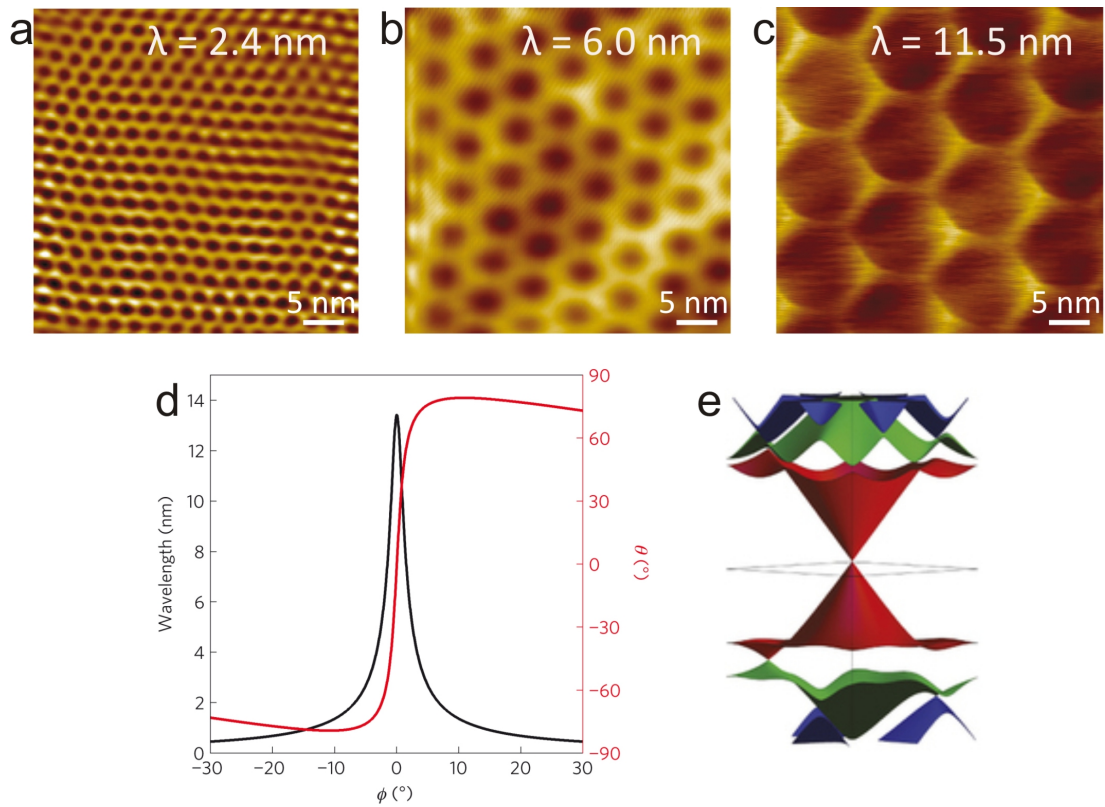 a
λ = 2.4 nm
5 nm
b
λ = 6.0 nm
5 nm
c
λ = 11.5 nm
5 nm
d
Wavelength (nm)
14
12
10
8
6
4
2
0
−30
−20
−10
0
10
20
30
ϕ (°)
90
60
30
0
−30
−60
−90
θ (°)
e